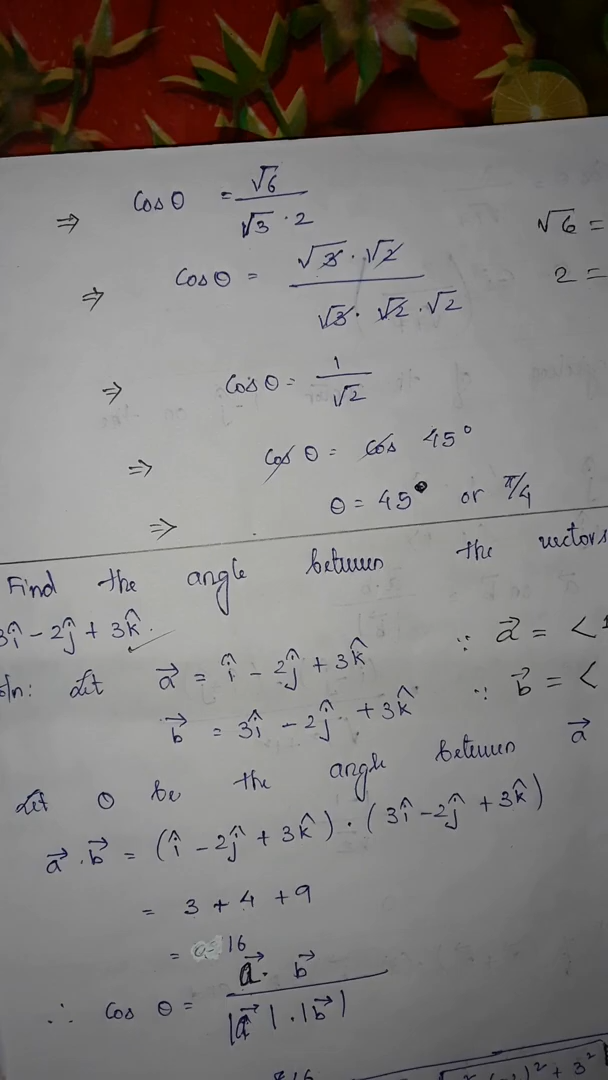 ⇒ cos θ = √6 / √3 · 2
√6 =
⇒ cos θ = √3 · √2 / √3 · √2 · √2
2 =
⇒ cos θ = 1 / √2
⇒ cos θ = cos 45°
⇒ θ = 45° or π/4
Find the angle between the vectors
3î − 2ĵ + 3k̂.
oln: Let a⃗ = î − 2ĵ + 3k̂ ∵ a⃗ = < 1
b⃗ = 3î − 2ĵ + 3k̂ ∵ b⃗ = <
Let θ be the angle between a⃗
a⃗ . b⃗ = (î − 2ĵ + 3k̂) · (3î − 2ĵ + 3k̂)
= 3 + 4 + 9
= 16
∴ cos θ = a⃗ · b⃗ / |a⃗| . |b⃗|